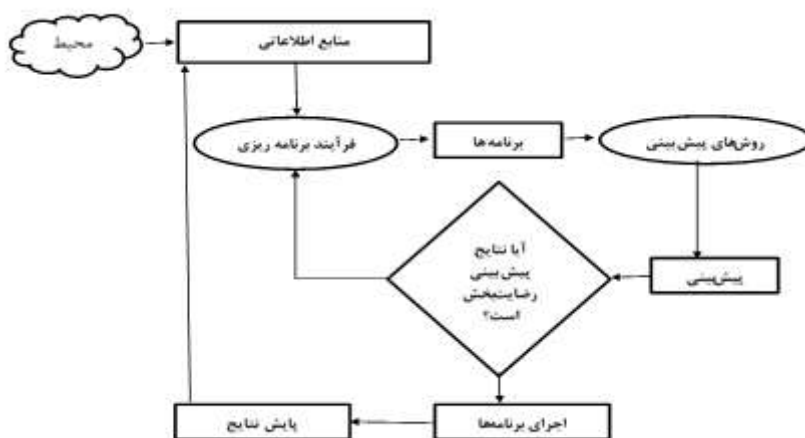 محیط
منابع اطلاعاتی
فرآیند برنامه ریزی
برنامه‌ها
روش‌های پیش‌بینی
آیا نتایج
پیش‌بینی
رضایت‌بخش
است؟
پیش‌بینی
اجرای برنامه‌ها
پایش نتایج